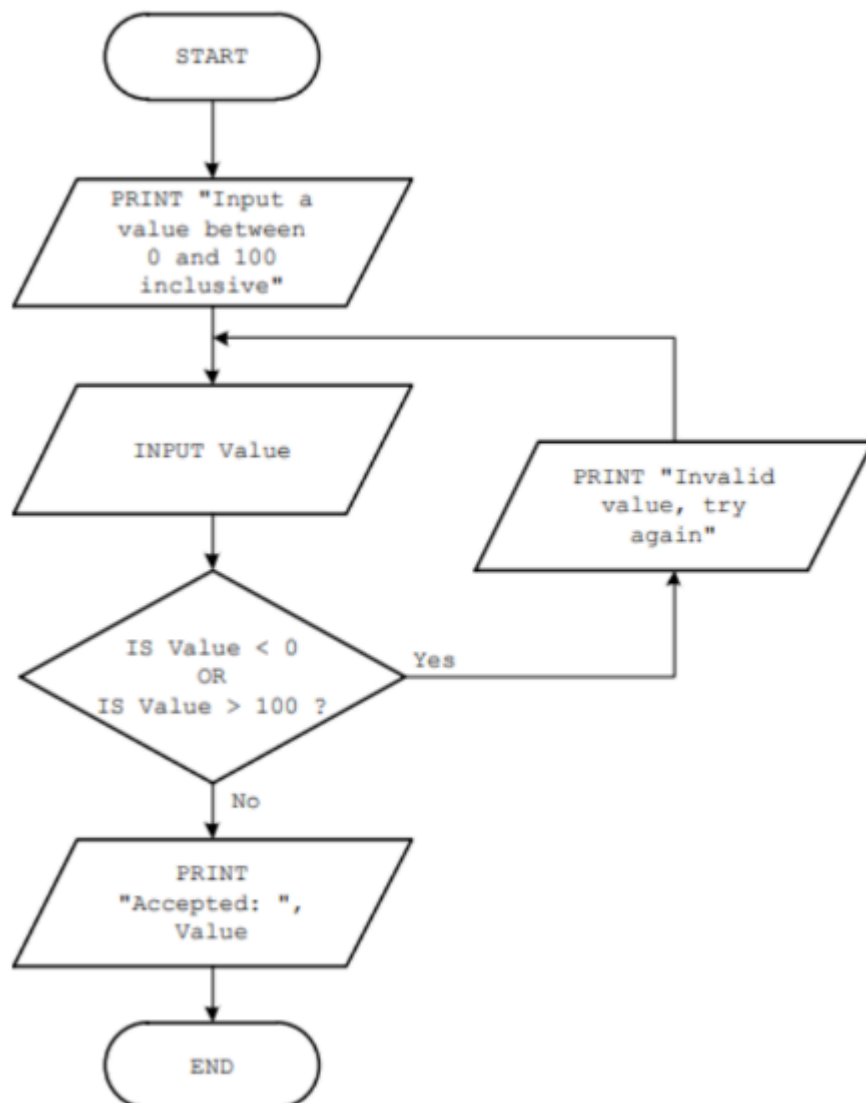 START
PRINT "Input a
value between
0 and 100
inclusive"
INPUT Value
PRINT "Invalid
value, try
again"
IS Value < 0
OR
IS Value > 100 ?
Yes
No
PRINT
"Accepted: ",
Value
END